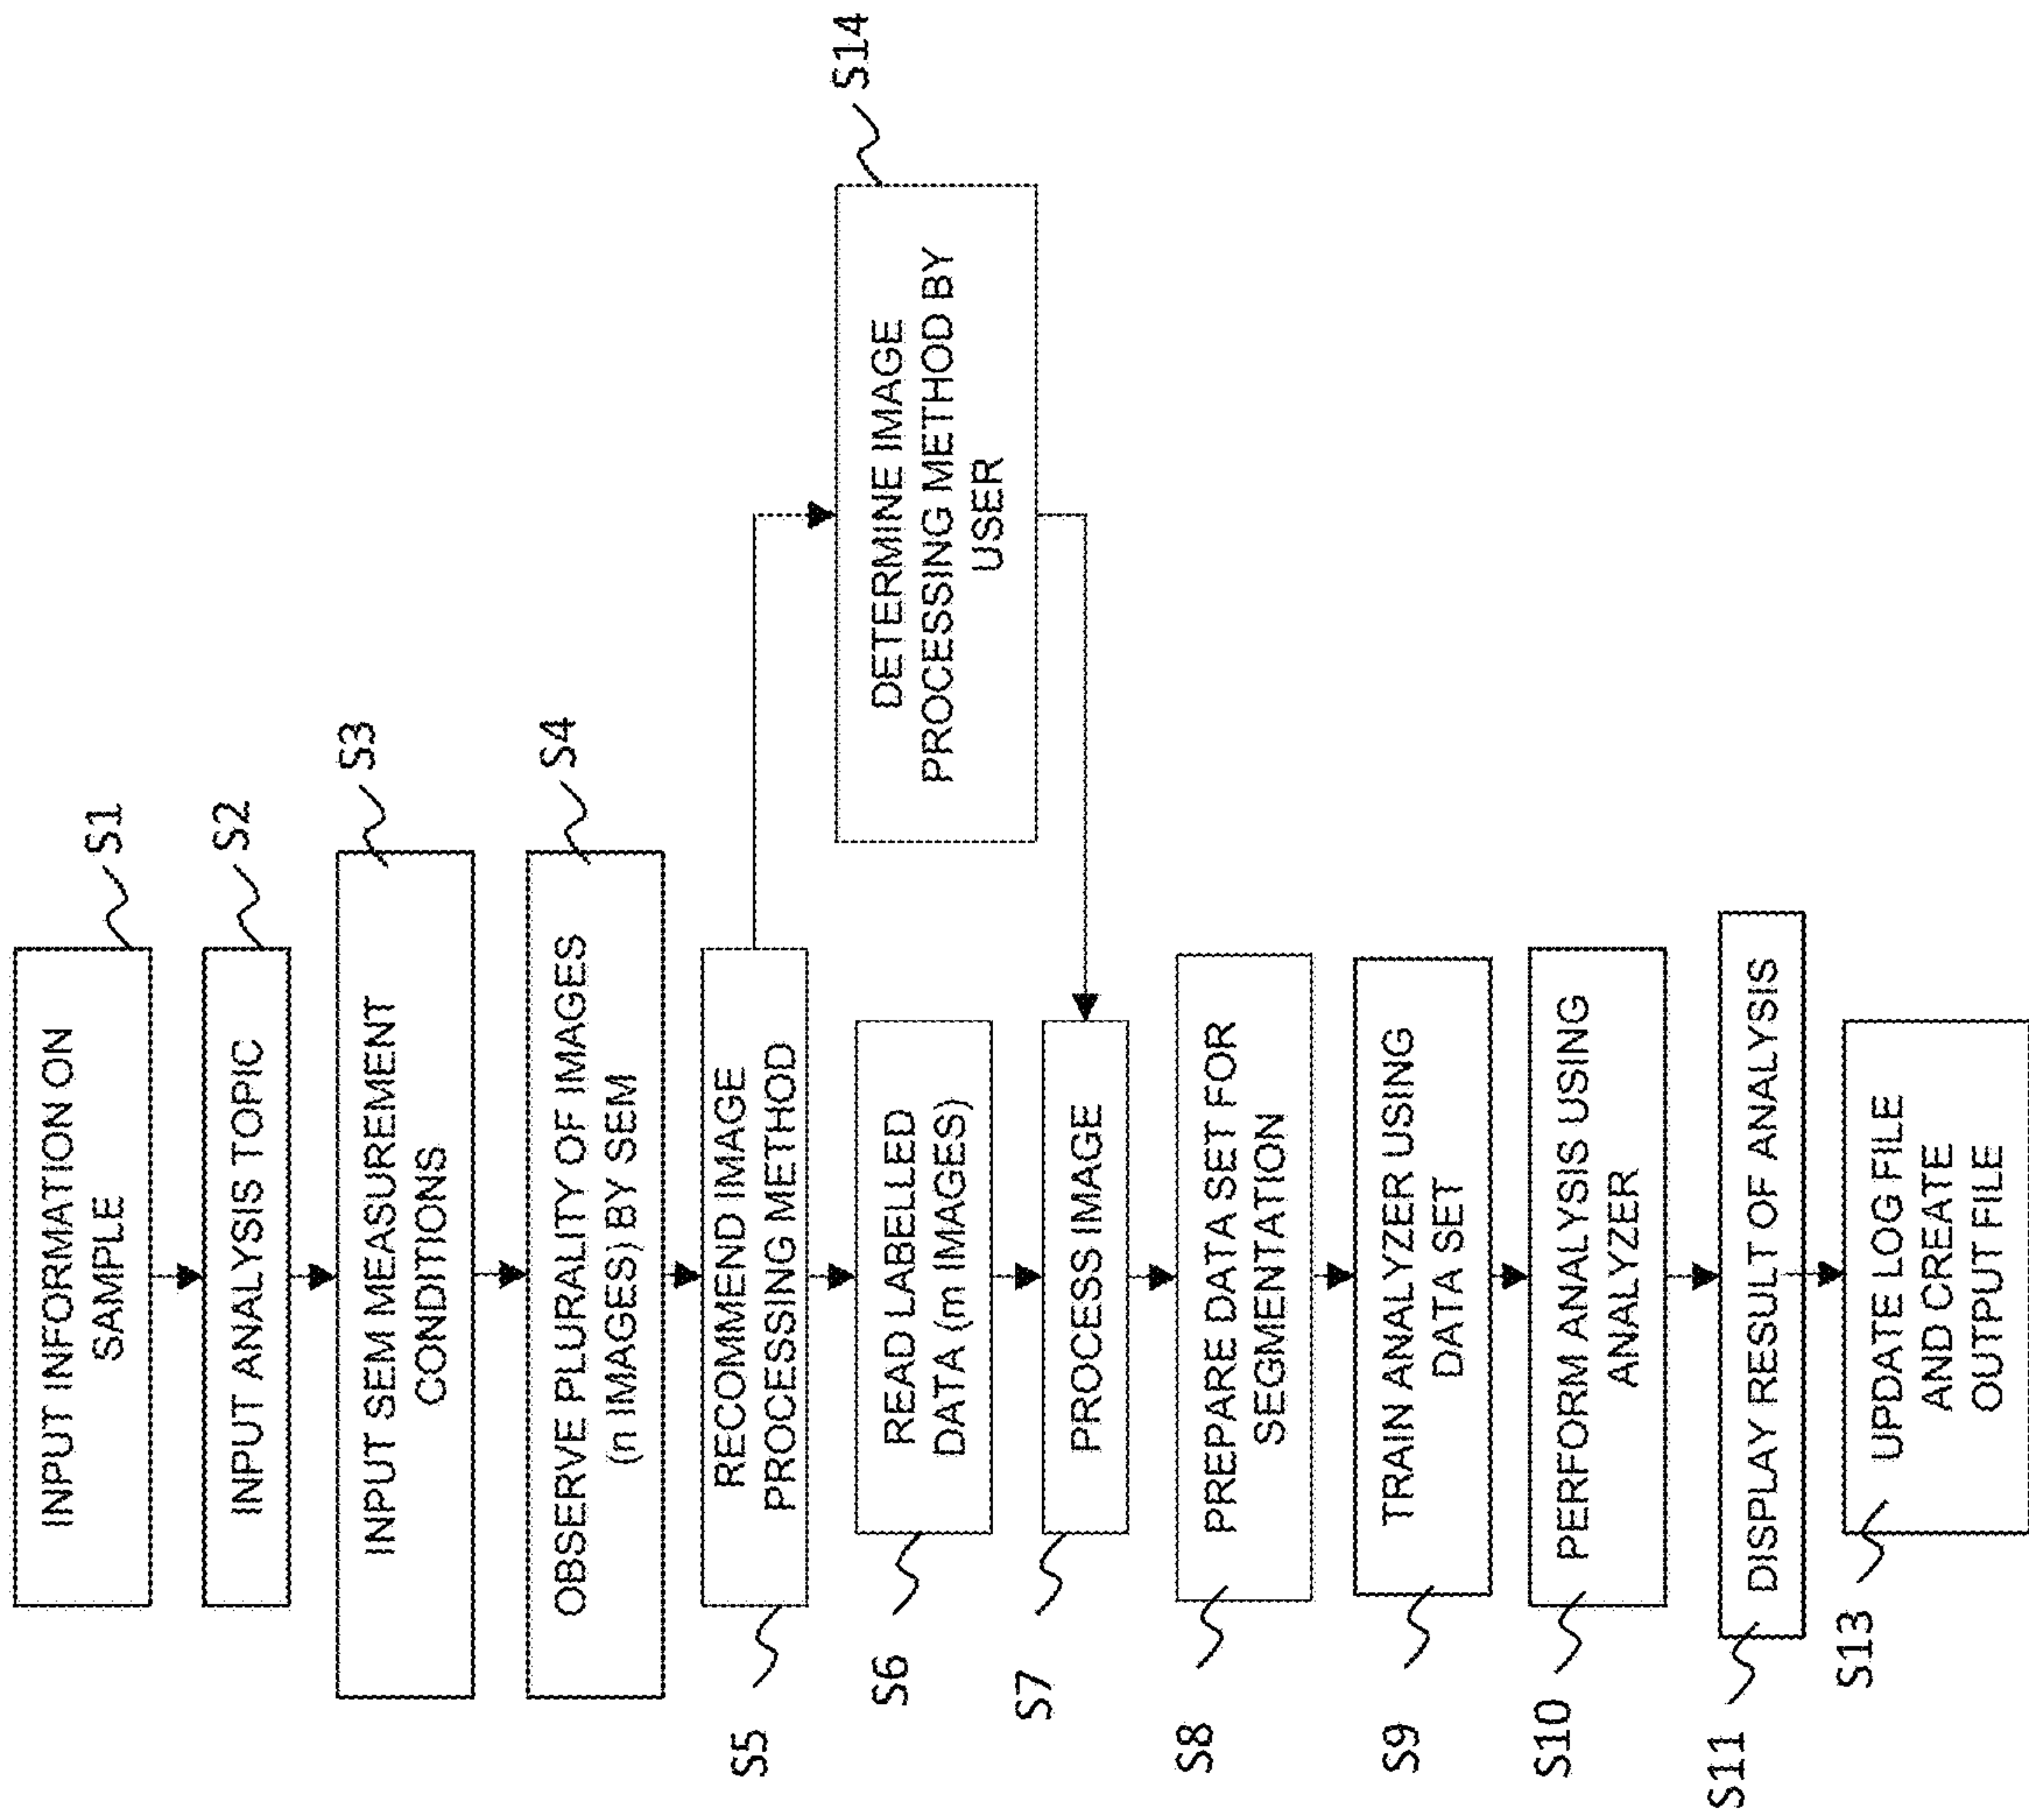 INPUT INFORMATION ON
SAMPLE
S1
INPUT ANALYSIS TOPIC
S2
INPUT SEM MEASUREMENT
CONDITIONS
S3
OBSERVE PLURALITY OF IMAGES
(n IMAGES) BY SEM
S4
RECOMMEND IMAGE
PROCESSING METHOD
S5
DETERMINE IMAGE
PROCESSING METHOD BY
USER
S14
READ LABELLED
DATA (m IMAGES)
S6
PROCESS IMAGE
S7
PREPARE DATA SET FOR
SEGMENTATION
S8
TRAIN ANALYZER USING
DATA SET
S9
PERFORM ANALYSIS USING
ANALYZER
S10
DISPLAY RESULT OF ANALYSIS
S11
UPDATE LOG FILE
AND CREATE
OUTPUT FILE
S13